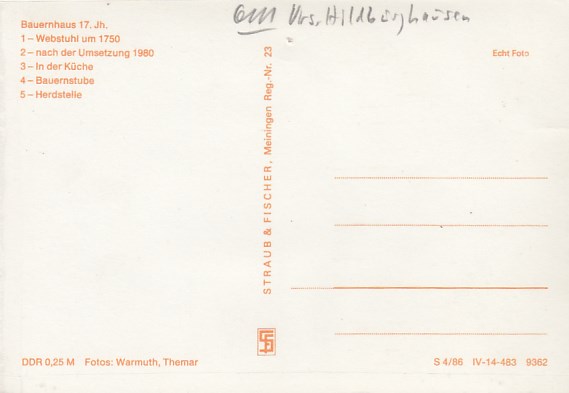 Krs. Hildburghausen
Bauernhaus 17. Jh.
1 – Webstuhl um 1750
2 – nach der Umsetzung 1980
3 – In der Küche
4 – Bauernstube
5 – Herdstelle
Echt Foto
STRAUB & FISCHER, Meiningen Reg.-Nr. 23
DDR 0,25 M Fotos: Warmuth, Themar
S 4/86 IV-14-483 9362